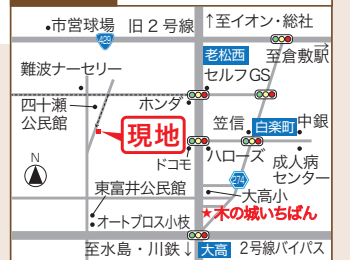 •市営球場
旧2号線
↑至イオン・総社
429
老松西
至倉敷駅→
難波ナーセリー
セルフGS
四十瀬
公民館
ホンダ
現地
笠信
白楽町
中銀
ドコモ
ハローズ
成人病
センター
N
274
東富井公民館
大高小
★木の城いちばん
オートブロス小枝
至水島・川鉄↓
大高
2号線バイパス